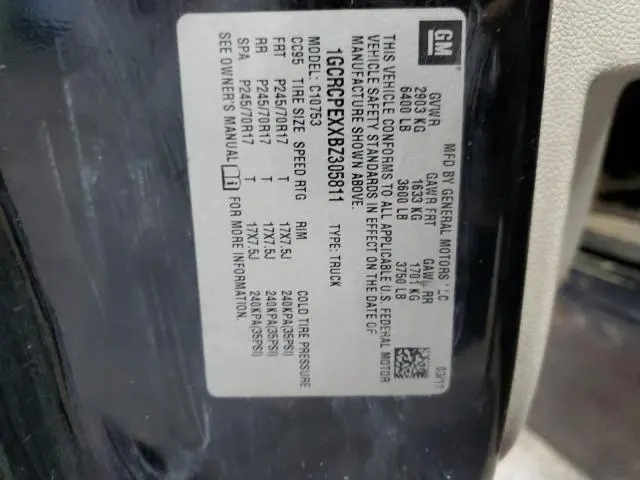 GM
MFD BY GENERAL MOTORS LLC 03/11
GVWR GAWR FRT GAW RR
2903 KG 1633 KG 1701 KG
6400 LB 3600 LB 3750 LB
THIS VEHICLE CONFORMS TO ALL APPLICABLE U.S. FEDERAL MOTOR
VEHICLE SAFETY STANDARDS IN EFFECT ON THE DATE OF
MANUFACTURE SHOWN ABOVE.
1GCRCPEXXBZ305811 TYPE: TRUCK
MODEL: C10753
CC95 TIRE SIZE SPEED RTG RIM COLD TIRE PRESSURE
FRT P245/70R17 T 17X7.5J 240KPA(35PSI)
RR P245/70R17 T 17X7.5J 240KPA(35PSI)
SPA P245/70R17 T 17X7.5J 240KPA(35PSI)
SEE OWNER'S MANUAL FOR MORE INFORMATION.